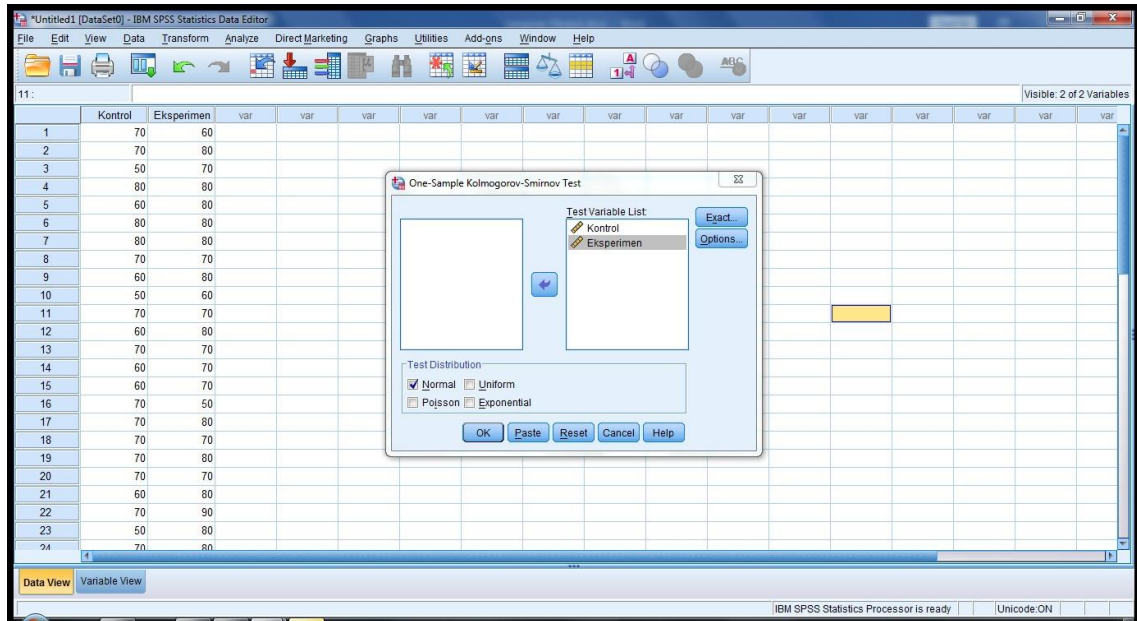 *Untitled1 [DataSet0] - IBM SPSS Statistics Data Editor
File Edit View Data Transform Analyze Direct Marketing Graphs Utilities Add-ons Window Help
11 :
Visible: 2 of 2 Variables
Kontrol Eksperimen var var var var var var var var var var var var var var var
1 70 60
2 70 80
3 50 70
4 80 80
5 60 80
6 80 80
7 80 80
8 70 70
9 60 80
10 50 60
11 70 70
12 60 80
13 70 70
14 60 70
15 60 70
16 70 50
17 70 80
18 70 70
19 70 80
20 70 70
21 60 80
22 70 90
23 50 80
24 70 80
One-Sample Kolmogorov-Smirnov Test
Test Variable List:
Kontrol
Eksperimen
Exact...
Options...
Test Distribution
Normal Uniform
Poisson Exponential
OK Paste Reset Cancel Help
Data View Variable View
IBM SPSS Statistics Processor is ready Unicode:ON